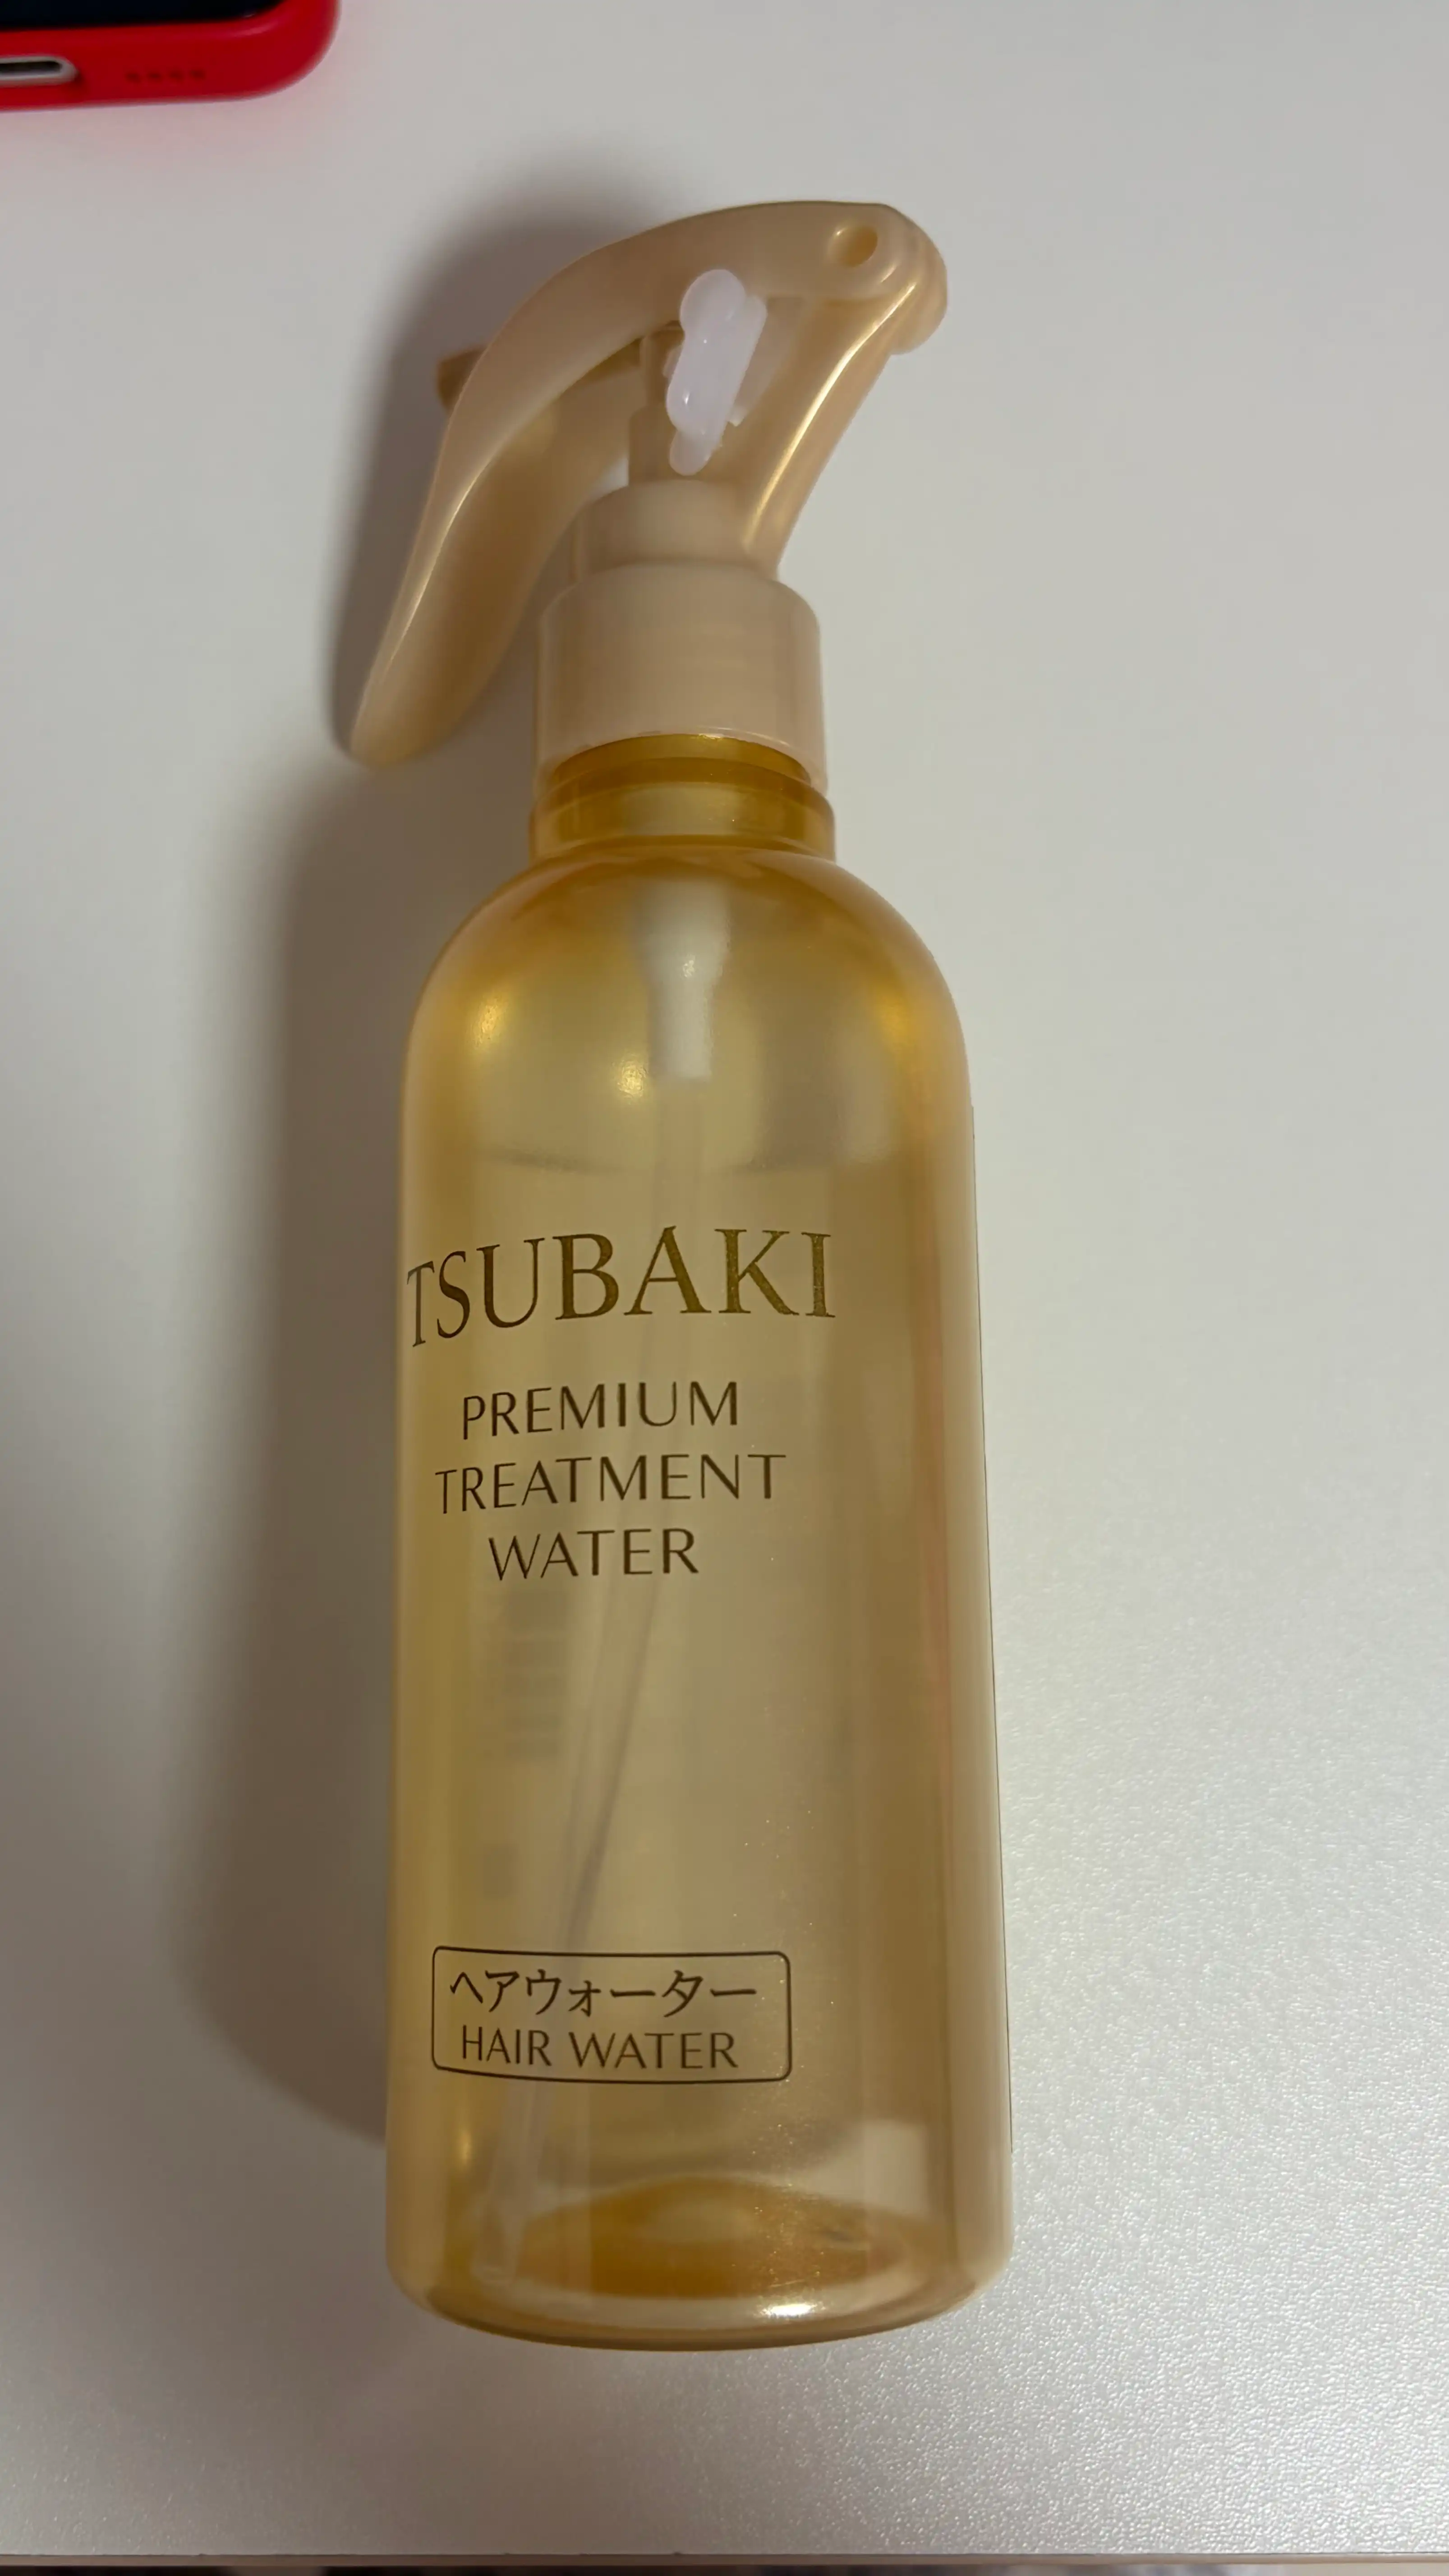 TSUBAKI
PREMIUM
TREATMENT
WATER
ヘアウォーター
HAIR WATER